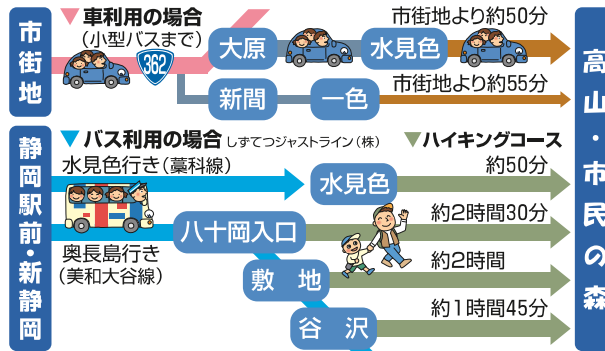 市街地
▼車利用の場合
(小型バスまで)
362
大原
水見色
市街地より約50分
新間
一色
市街地より約55分
高山・市民の森
静岡駅前・新静岡
▼バス利用の場合 しずてつジャストライン(株)
▼ハイキングコース
水見色行き(藁科線)
水見色
約50分
奥長島行き
(美和大谷線)
八十岡入口
約2時間30分
敷地
約2時間
谷沢
約1時間45分